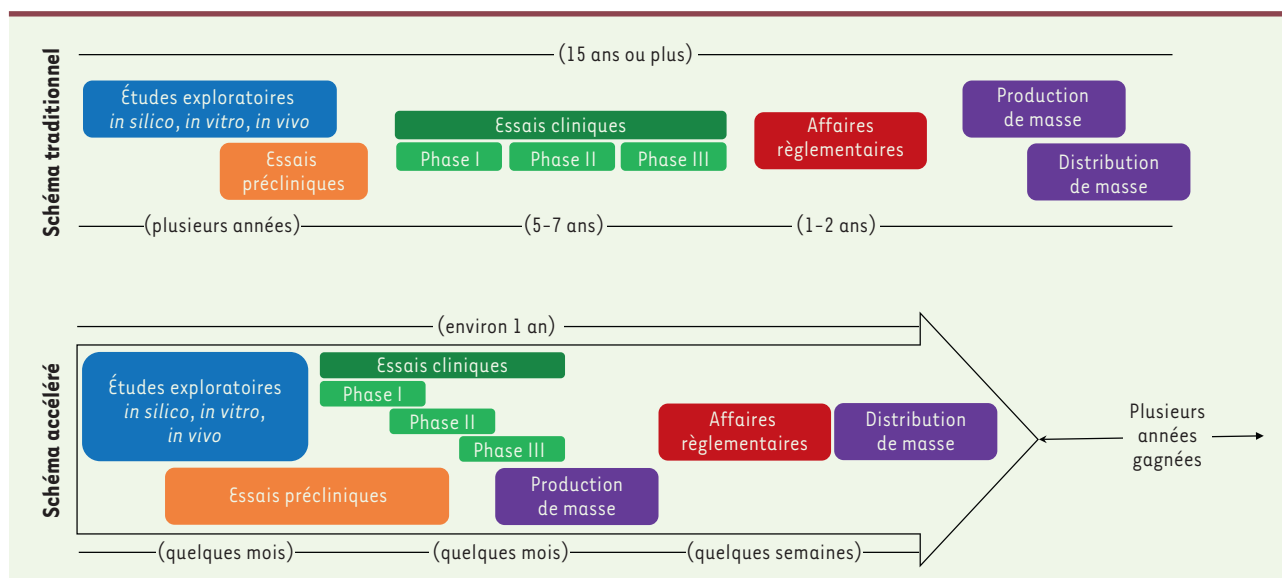 Schéma traditionnel
(15 ans ou plus)
Études exploratoires
in silico, in vitro, in vivo
Essais
précliniques
Essais cliniques
Phase I
Phase II
Phase III
Affaires
règlementaires
Production
de masse
Distribution
de masse
(plusieurs années)
(5-7 ans)
(1-2 ans)
Schéma accéléré
(environ 1 an)
Études exploratoires
in silico, in vitro,
in vivo
Essais précliniques
Essais cliniques
Phase I
Phase II
Phase III
Production
de masse
Affaires
règlementaires
Distribution
de masse
Plusieurs
années
gagnées
(quelques mois)
(quelques mois)
(quelques semaines)